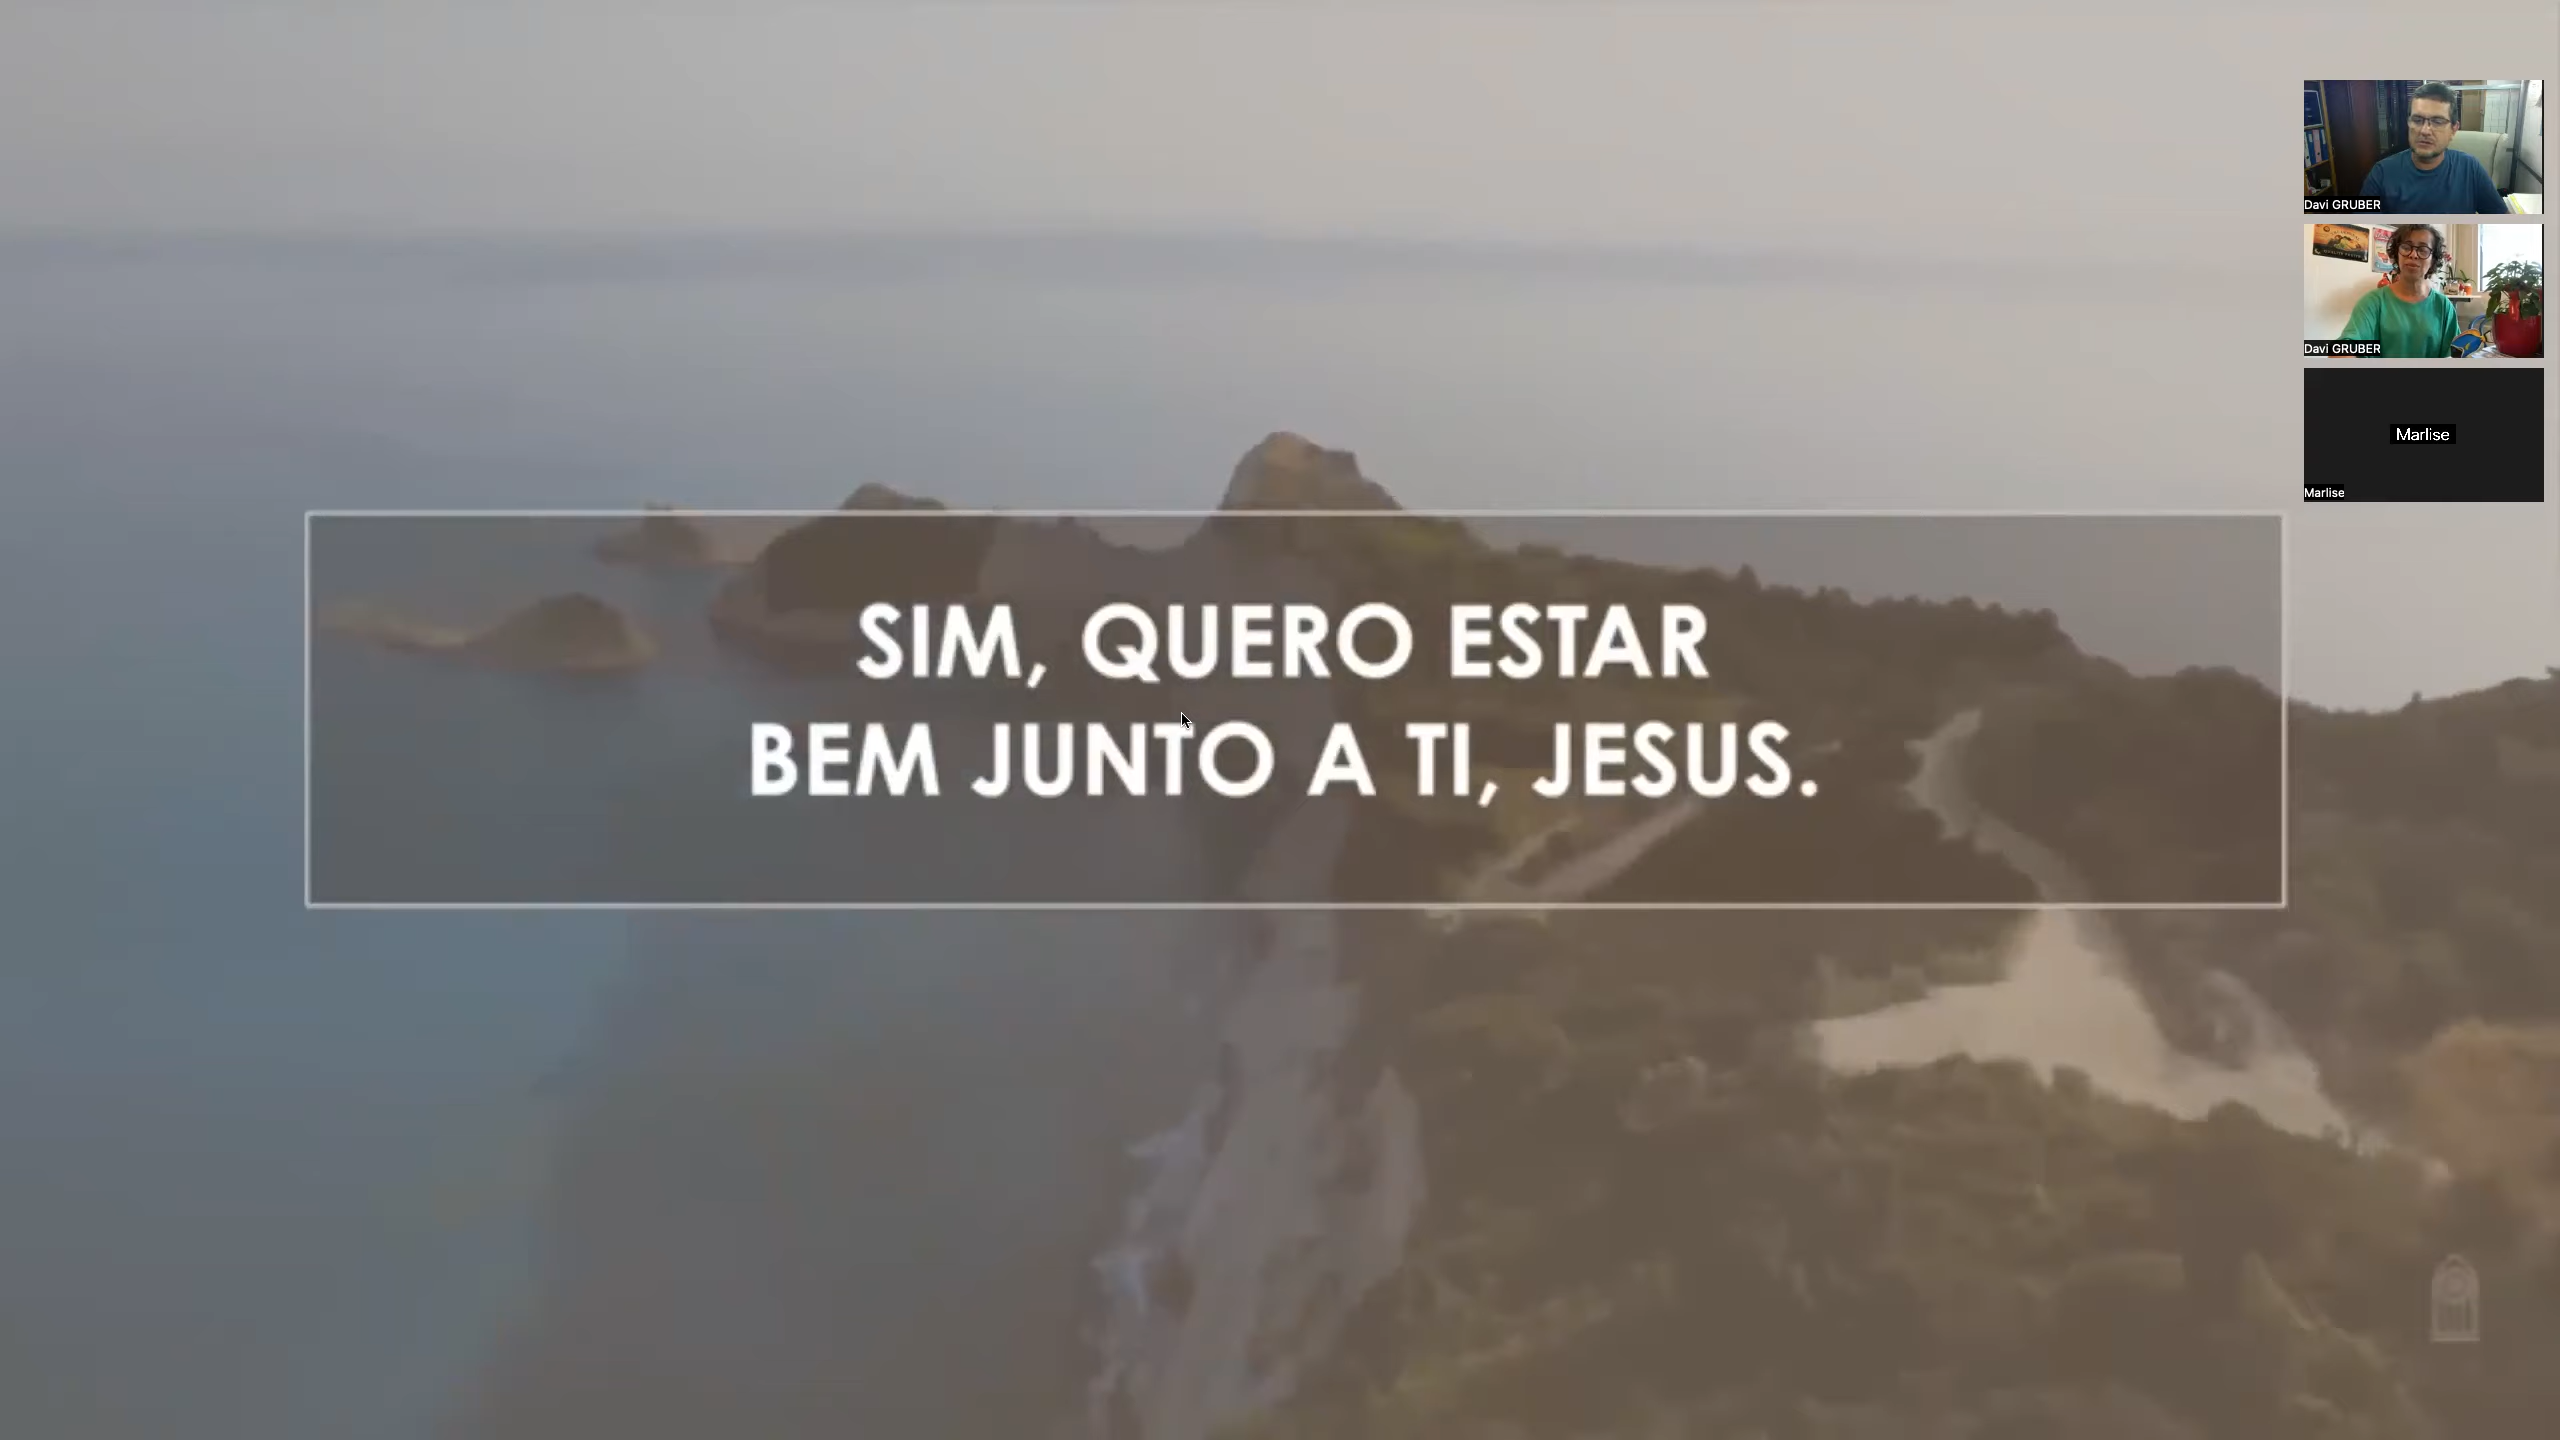 SIM, QUERO ESTAR
BEM JUNTO A TI, JESUS.
Davi GRUBER
Davi GRUBER
Marlise
Marlise